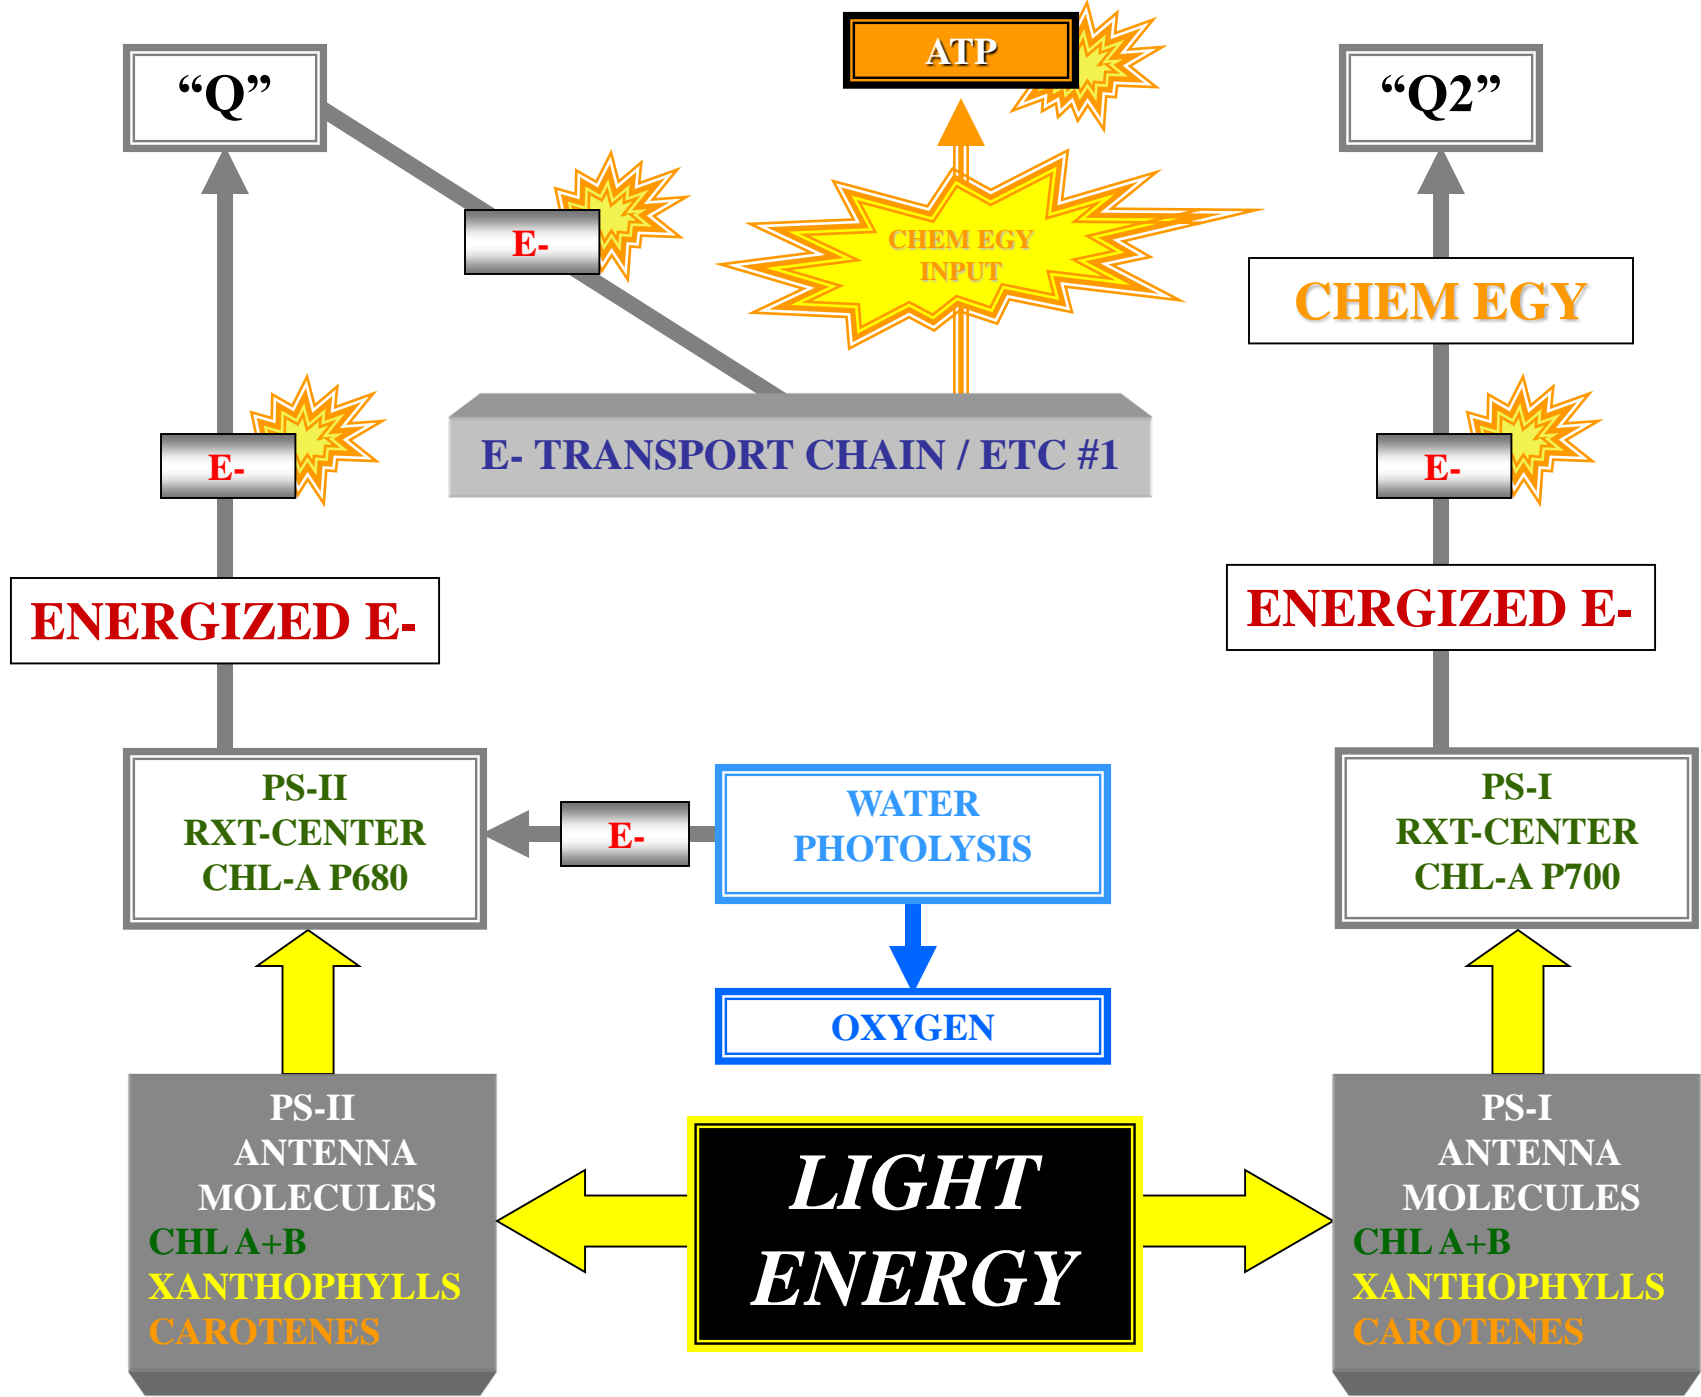 ATP
“Q”
“Q2”
E-
CHEM EGY
INPUT
CHEM EGY
E- TRANSPORT CHAIN / ETC #1
E-
E-
ENERGIZED E-
ENERGIZED E-
PS-II
RXT-CENTER
CHL-A P680
E-
WATER
PHOTOLYSIS
PS-I
RXT-CENTER
CHL-A P700
OXYGEN
PS-II
ANTENNA
MOLECULES
CHL A+B
XANTHOPHYLLS
CAROTENES
LIGHT
ENERGY
PS-I
ANTENNA
MOLECULES
CHL A+B
XANTHOPHYLLS
CAROTENES